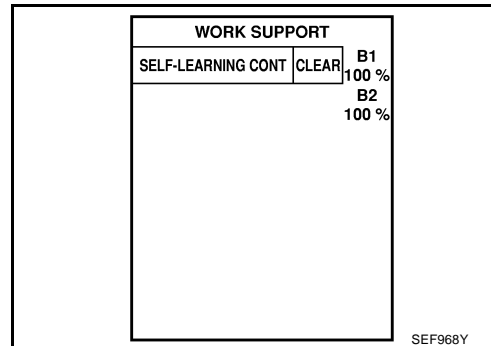 WORK SUPPORT
SELF-LEARNING CONT CLEAR B1
100 %
B2
100 %
SEF968Y